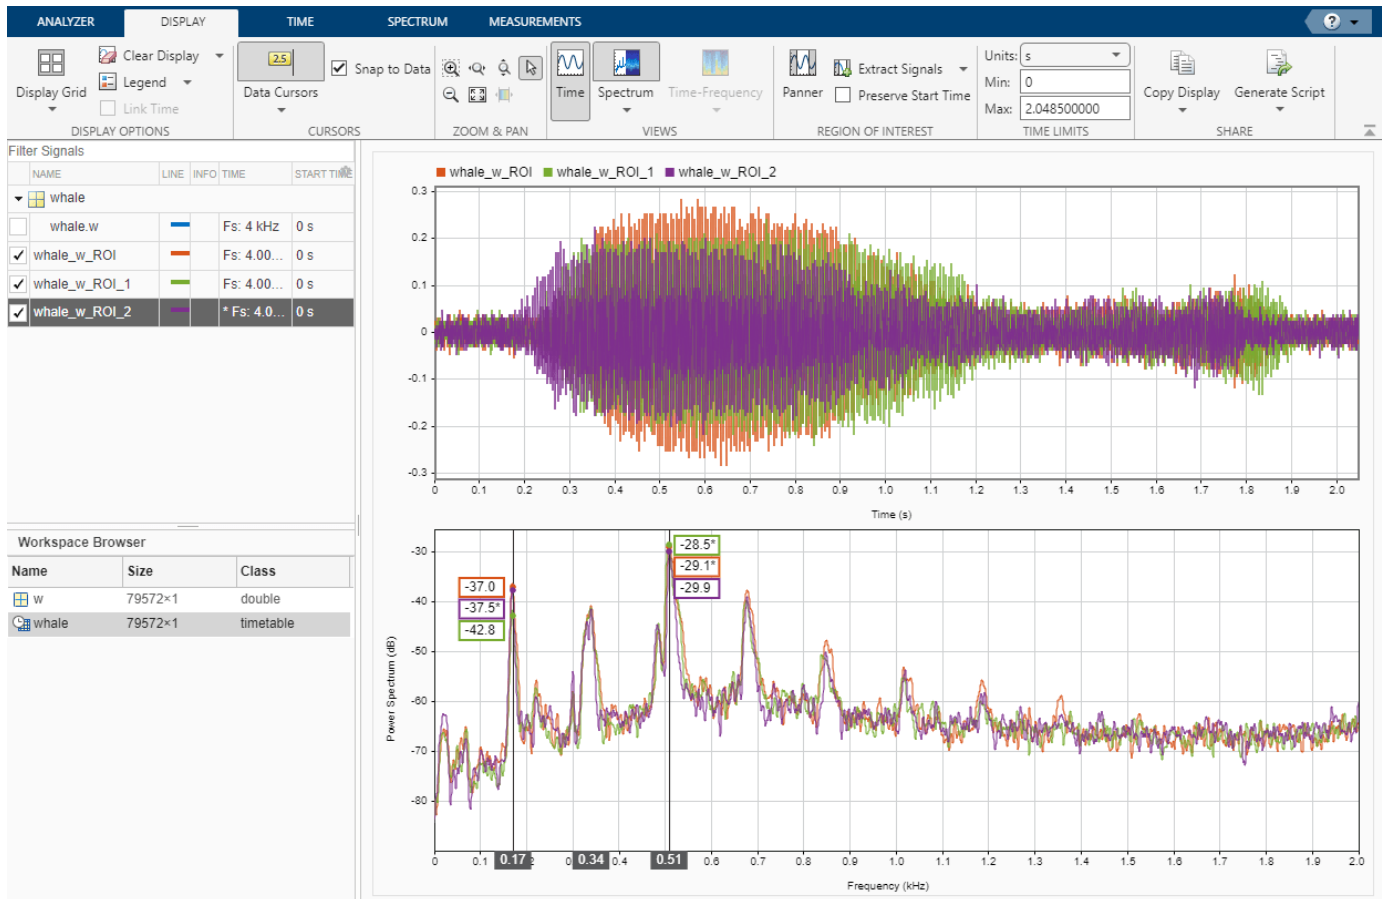 ANALYZER DISPLAY TIME SPECTRUM MEASUREMENTS ?
Display Grid
Clear Display
Legend
Link Time
DISPLAY OPTIONS
2.5
Data Cursors
Snap to Data
CURSORS
ZOOM & PAN
Time Spectrum Time-Frequency
VIEWS
Panner
Extract Signals
Preserve Start Time
REGION OF INTEREST
Units: s
Min: 0
Max: 2.048500000
TIME LIMITS
Copy Display Generate Script
SHARE
Filter Signals
NAME LINE INFO TIME START TIME
whale
whale.w Fs: 4 kHz 0 s
whale_w_ROI Fs: 4.00... 0 s
whale_w_ROI_1 Fs: 4.00... 0 s
whale_w_ROI_2 * Fs: 4.0... 0 s
Workspace Browser
Name Size Class
w 79572×1 double
whale 79572×1 timetable
whale_w_ROI whale_w_ROI_1 whale_w_ROI_2
0.3
0.2
0.1
0
-0.1
-0.2
-0.3
0 0.1 0.2 0.3 0.4 0.5 0.6 0.7 0.8 0.9 1.0 1.1 1.2 1.3 1.4 1.5 1.6 1.7 1.8 1.9 2.0
Time (s)
-30
-40
-50
-60
-70
-80
Power Spectrum (dB)
-37.0
-37.5*
-42.8
-28.5*
-29.1*
-29.9
0 0.1 0.17 2 0 0.34 0.4 0.51 0.6 0.7 0.8 0.9 1.0 1.1 1.2 1.3 1.4 1.5 1.6 1.7 1.8 1.9 2.0
Frequency (kHz)